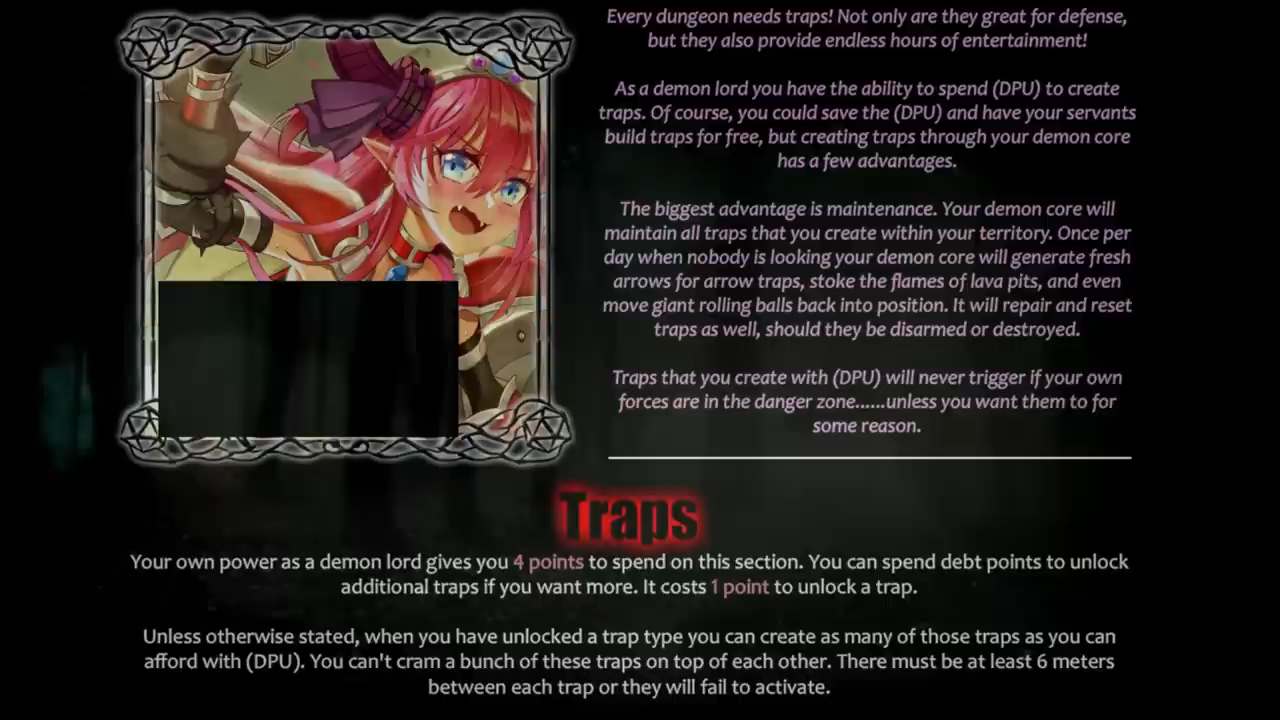 Every dungeon needs traps! Not only are they great for defense,
but they also provide endless hours of entertainment!
As a demon lord you have the ability to spend (DPU) to create
traps. Of course, you could save the (DPU) and have your servants
build traps for free, but creating traps through your demon core
has a few advantages.
The biggest advantage is maintenance. Your demon core will
maintain all traps that you create within your territory. Once per
day when nobody is looking your demon core will generate fresh
arrows for arrow traps, stoke the flames of lava pits, and even
move giant rolling balls back into position. It will repair and reset
traps as well, should they be disarmed or destroyed.
Traps that you create with (DPU) will never trigger if your own
forces are in the danger zone......unless you want them to for
some reason.
Traps
Your own power as a demon lord gives you 4 points to spend on this section. You can spend debt points to unlock
additional traps if you want more. It costs 1 point to unlock a trap.
Unless otherwise stated, when you have unlocked a trap type you can create as many of those traps as you can
afford with (DPU). You can't cram a bunch of these traps on top of each other. There must be at least 6 meters
between each trap or they will fail to activate.